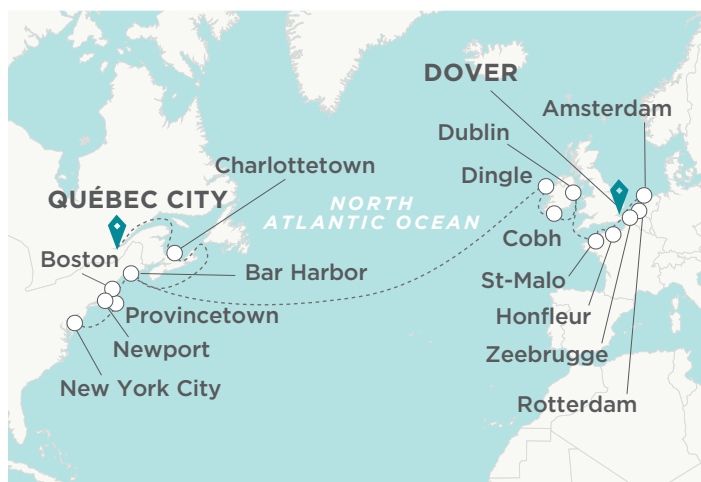 DOVER
Amsterdam
Dublin
Charlottetown
Dingle
QUÉBEC CITY
NORTH
ATLANTIC OCEAN
Cobh
Boston
Bar Harbor
St-Malo
Provincetown
Honfleur
Newport
Zeebrugge
New York City
Rotterdam